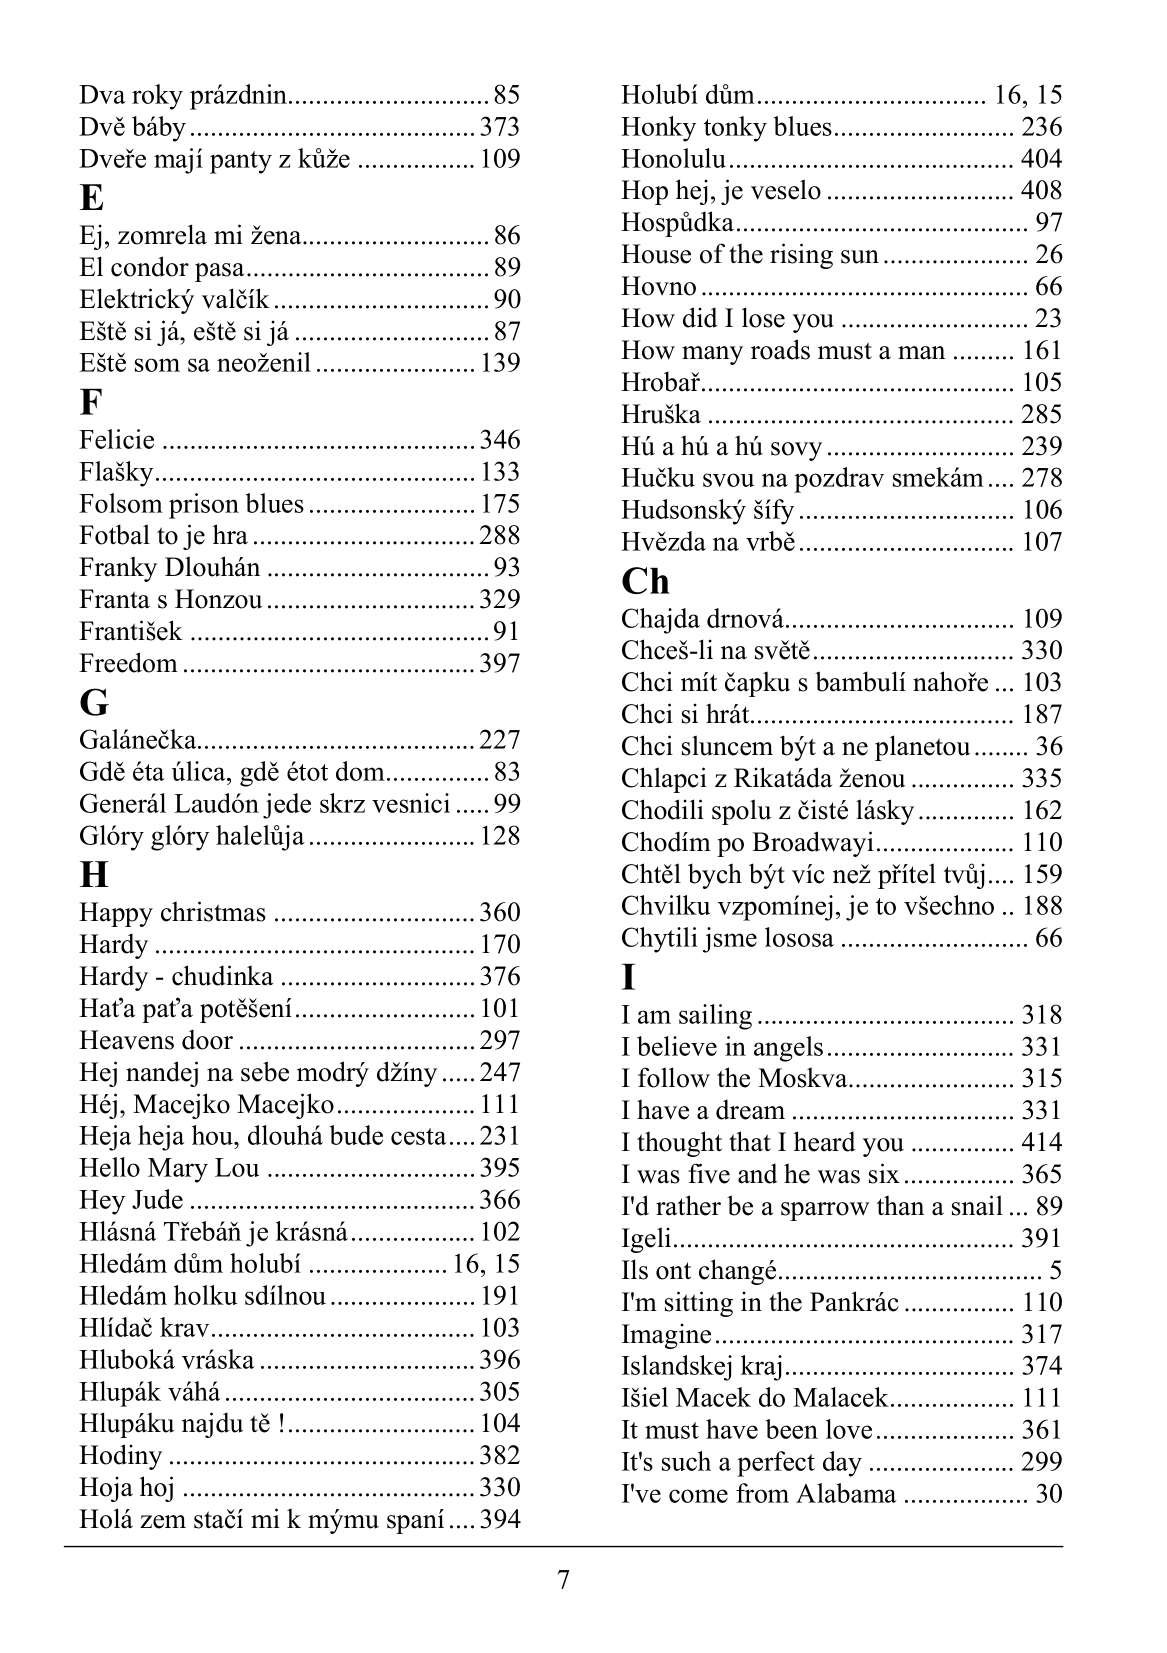 Dva roky prázdnin............................. 85
Dvě báby......................................... 373
Dveře mají panty z kůže ................. 109
E
Ej, zomrela mi žena........................... 86
El condor pasa................................... 89
Elektrický valčík............................... 90
Eště si já, eště si já ............................ 87
Eště som sa neoženil....................... 139
F
Felicie ............................................. 346
Flašky.............................................. 133
Folsom prison blues........................ 175
Fotbal to je hra................................ 288
Franky Dlouhán ................................ 93
Franta s Honzou.............................. 329
František ........................................... 91
Freedom.......................................... 397
G
Galánečka........................................ 227
Gdě éta úlica, gdě étot dom............... 83
Generál Laudón jede skrz vesnici ..... 99
Glóry glóry halelůja........................ 128
H
Happy christmas ............................. 360
Hardy .............................................. 170
Hardy - chudinka ............................ 376
Haťa paťa potěšení.......................... 101
Heavens door .................................. 297
Hej nandej na sebe modrý džíny..... 247
Héj, Macejko Macejko.................... 111
Heja heja hou, dlouhá bude cesta.... 231
Hello Mary Lou .............................. 395
Hey Jude ......................................... 366
Hlásná Třebáň je krásná.................. 102
Hledám dům holubí .................... 16, 15
Hledám holku sdílnou..................... 191
Hlídač krav...................................... 103
Hluboká vráska ............................... 396
Hlupák váhá.................................... 305
Hlupáku najdu tě !........................... 104
Hodiny ............................................ 382
Hoja hoj .......................................... 330
Holá zem stačí mi k mýmu spaní.... 394
Holubí dům................................. 16, 15
Honky tonky blues.......................... 236
Honolulu......................................... 404
Hop hej, je veselo ........................... 408
Hospůdka.......................................... 97
House of the rising sun..................... 26
Hovno ............................................... 66
How did I lose you ........................... 23
How many roads must a man ......... 161
Hrobař............................................. 105
Hruška ............................................ 285
Hú a hú a hú sovy........................... 239
Hučku svou na pozdrav smekám.... 278
Hudsonský šífy............................... 106
Hvězda na vrbě............................... 107
Ch
Chajda drnová................................. 109
Chceš-li na světě............................. 330
Chci mít čapku s bambulí nahoře ... 103
Chci si hrát...................................... 187
Chci sluncem být a ne planetou........ 36
Chlapci z Rikatáda ženou ............... 335
Chodili spolu z čisté lásky.............. 162
Chodím po Broadwayi.................... 110
Chtěl bych být víc než přítel tvůj.... 159
Chvilku vzpomínej, je to všechno .. 188
Chytili jsme lososa ........................... 66
I
I am sailing ..................................... 318
I believe in angels........................... 331
I follow the Moskva........................ 315
I have a dream ................................ 331
I thought that I heard you ............... 414
I was five and he was six................ 365
I'd rather be a sparrow than a snail ... 89
Igeli................................................. 391
Ils ont changé...................................... 5
I'm sitting in the Pankrác ................ 110
Imagine........................................... 317
Islandskej kraj................................. 374
Išiel Macek do Malacek.................. 111
It must have been love.................... 361
It's such a perfect day ..................... 299
I've come from Alabama .................. 30
7